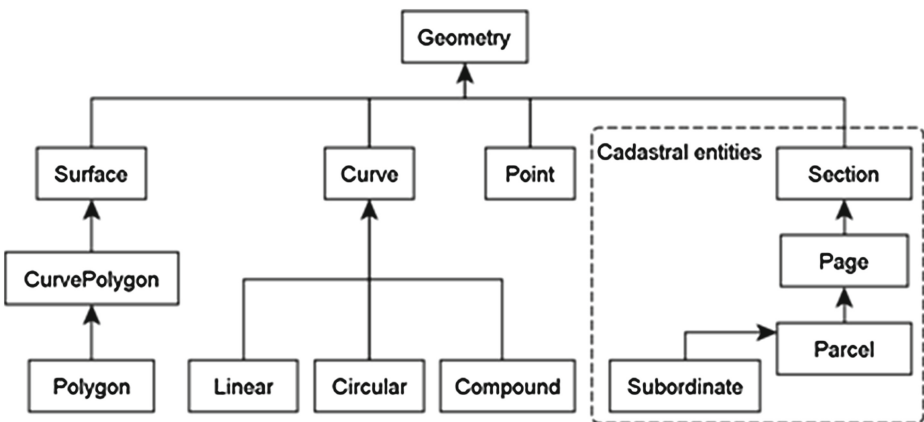 Geometry
Surface
Curve
Point
Cadastral entities
Section
CurvePolygon
Page
Parcel
Polygon
Linear
Circular
Compound
Subordinate